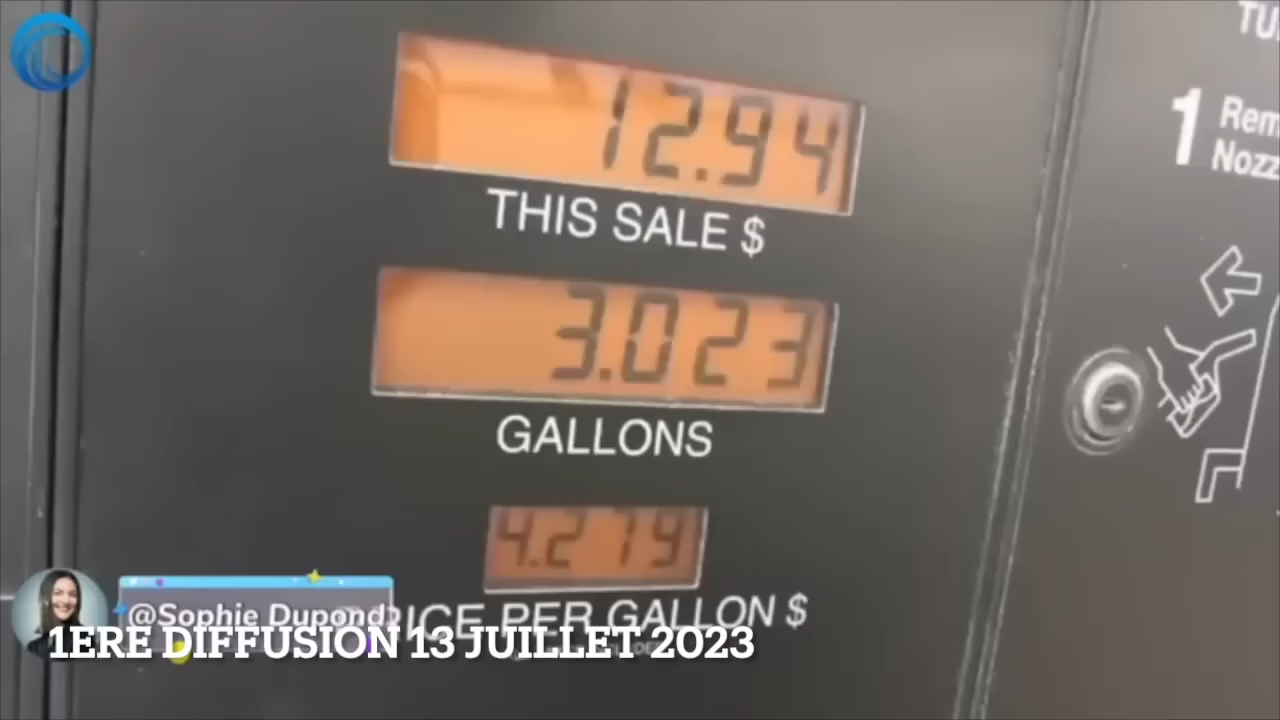 12.94
THIS SALE $
3.023
GALLONS
4.279
PRICE PER GALLON $
@Sophie Dupond
1ERE DIFFUSION 13 JUILLET 2023
1
Rem
Nozz
TU